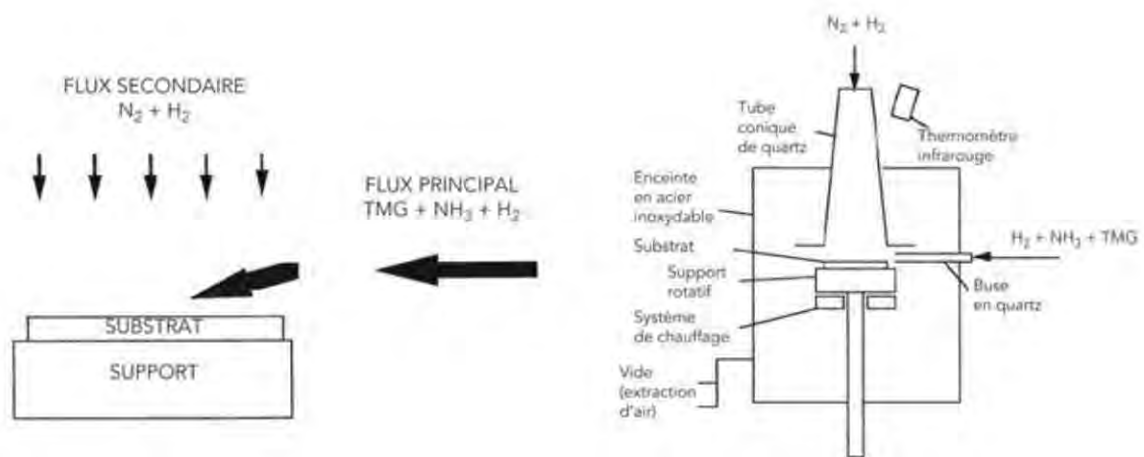 FLUX SECONDAIRE
N₂ + H₂
FLUX PRINCIPAL
TMG + NH₃ + H₂
SUBSTRAT
SUPPORT
N₂ + H₂
Tube
conique
de quartz
Thermomètre
infrarouge
Enceinte
en acier
inoxydable
H₂ + NH₃ + TMG
Substrat
Support
rotatif
Buse
en quartz
Système
de chauffage
Vide
(extraction
d'air)